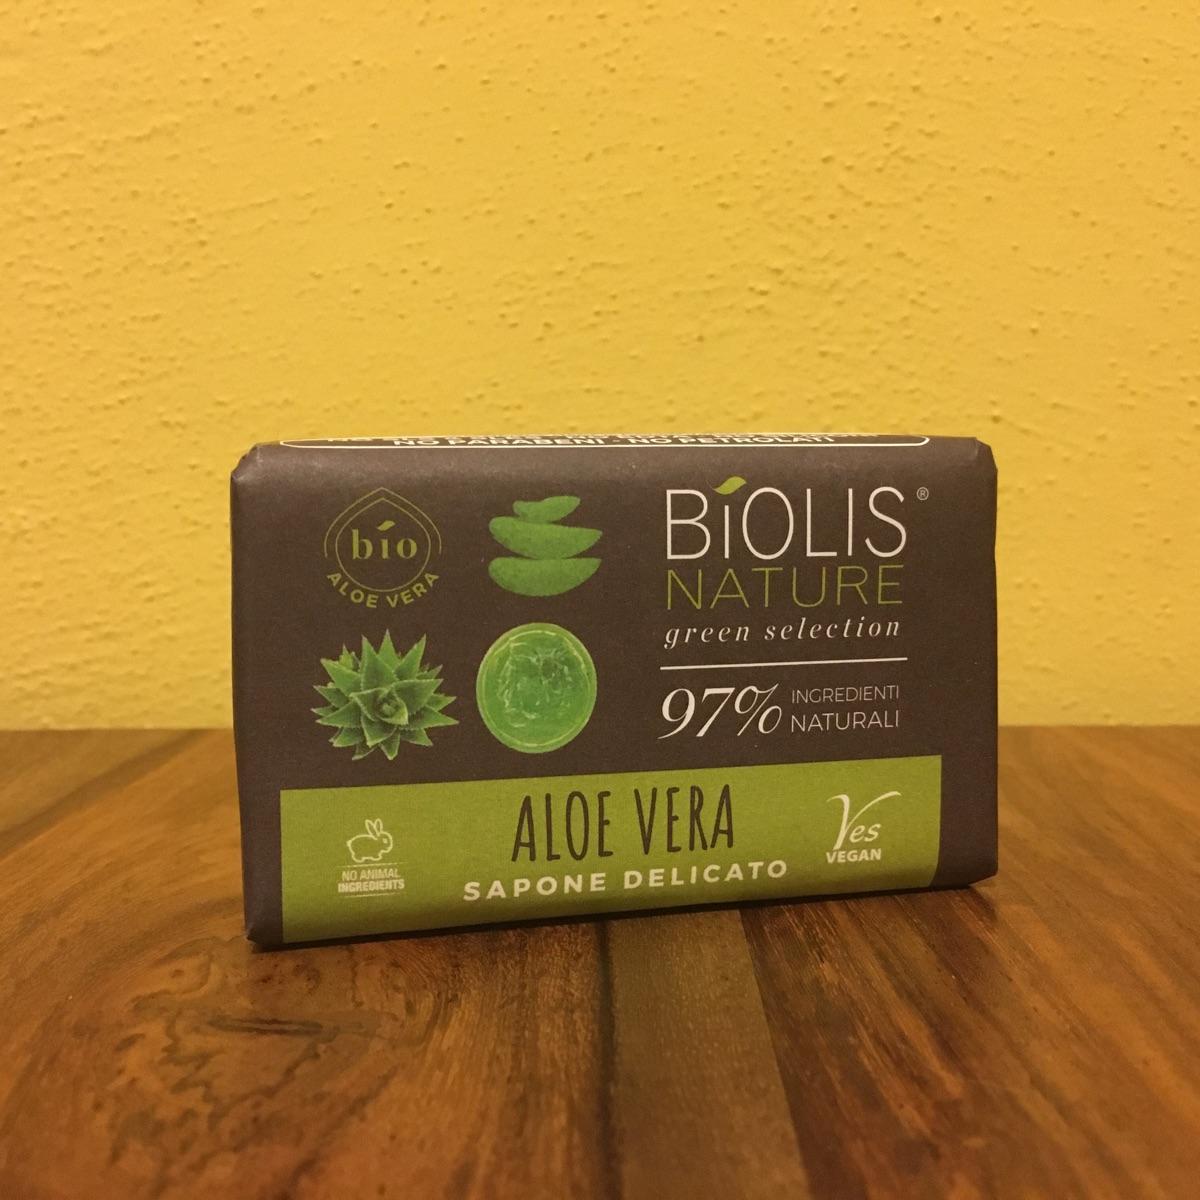 NO PARABENI - NO PETROLATI
bio
ALOE VERA
BIOLIS®
NATURE
green selection
97% INGREDIENTI
NATURALI
ALOE VERA
SAPONE DELICATO
NO ANIMAL
INGREDIENTS
Yes
VEGAN